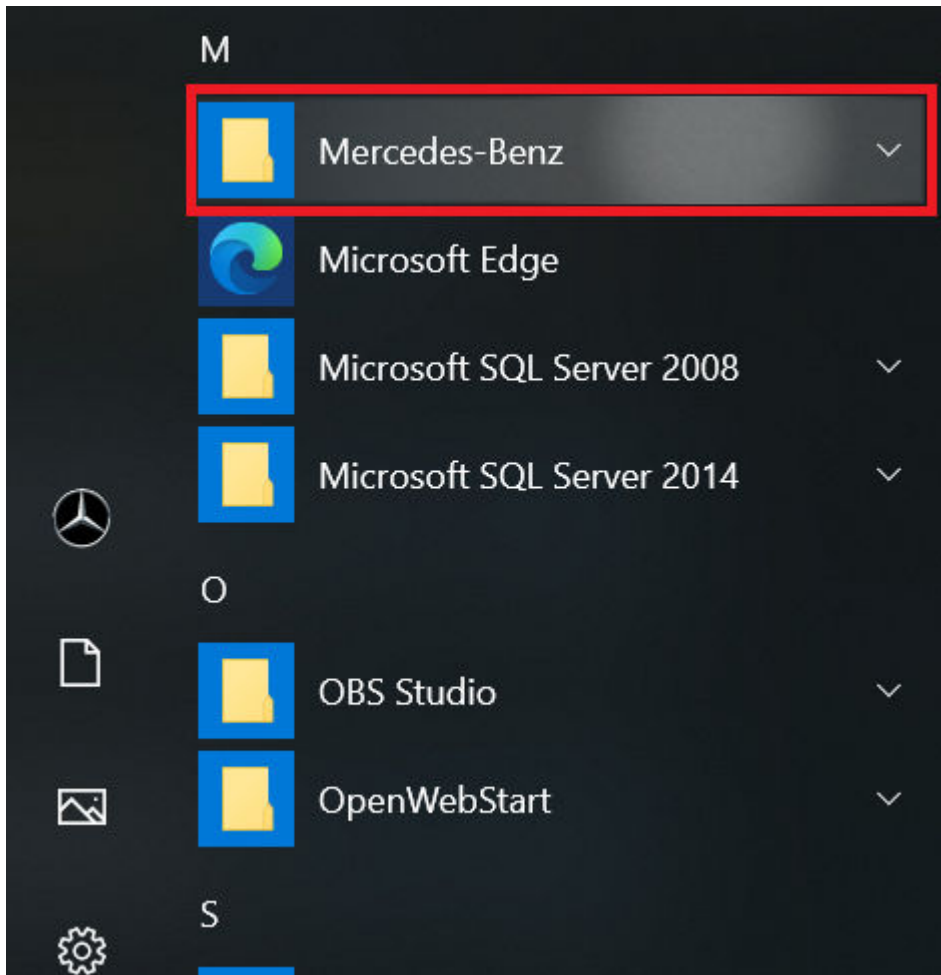 M
Mercedes-Benz
Microsoft Edge
Microsoft SQL Server 2008
Microsoft SQL Server 2014
O
OBS Studio
OpenWebStart
S